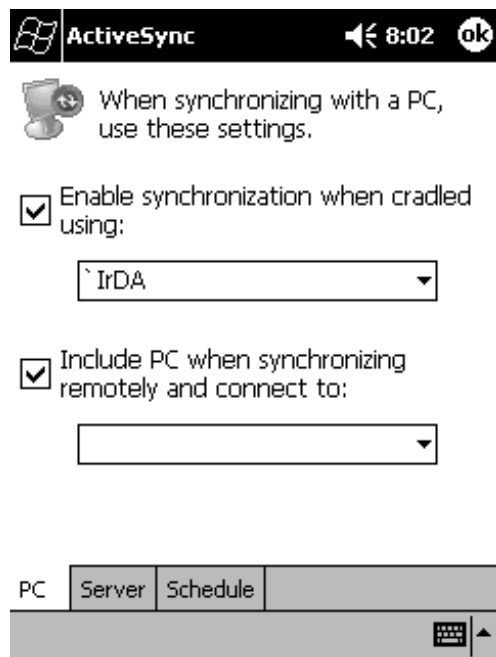 ActiveSync 8:02 ok
When synchronizing with a PC,
use these settings.
Enable synchronization when cradled
using:
` IrDA
Include PC when synchronizing
remotely and connect to:
PC Server Schedule